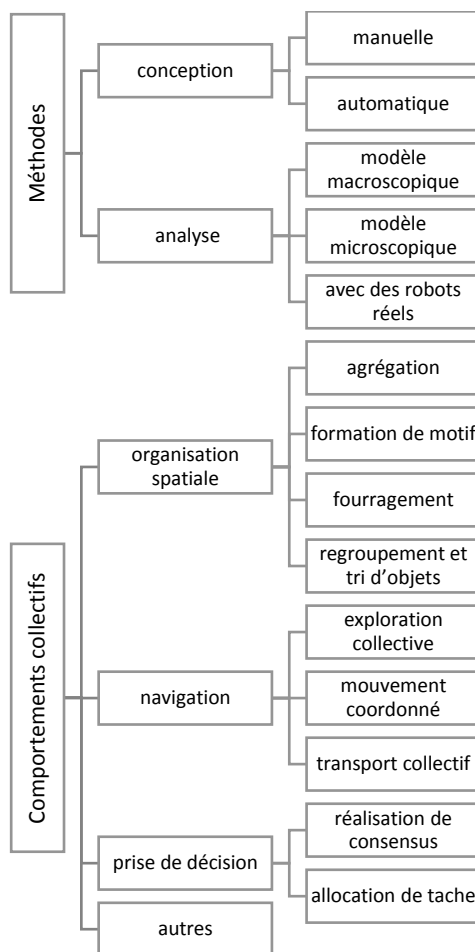 Méthodes
conception
manuelle
automatique
analyse
modèle
macroscopique
modèle
microscopique
avec des robots
réels
Comportements collectifs
organisation
spatiale
agrégation
formation de motif
fourragement
regroupement et
tri d'objets
navigation
exploration
collective
mouvement
coordonné
transport collectif
prise de décision
réalisation de
consensus
allocation de tache
autres